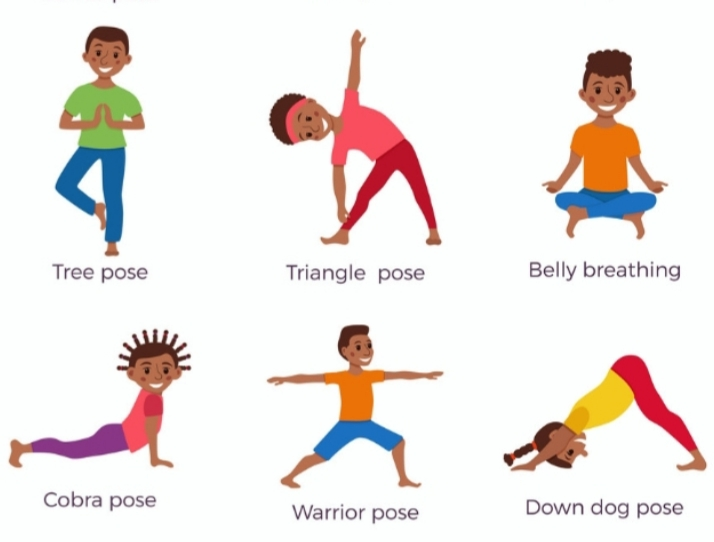 Tree pose
Triangle pose
Belly breathing
Cobra pose
Warrior pose
Down dog pose